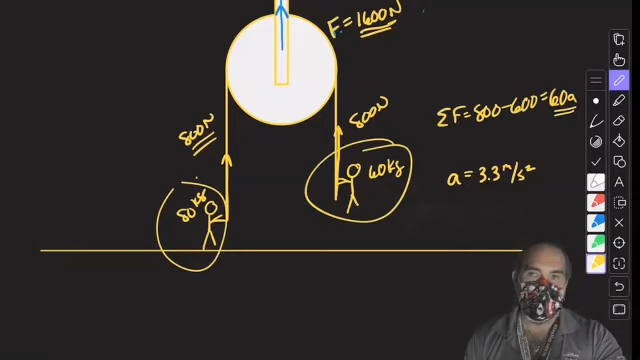 F = 1600N
800N
800N
ΣF = 800 - 600 = 60a
60kg
a = 3.3 m/s²
80kg